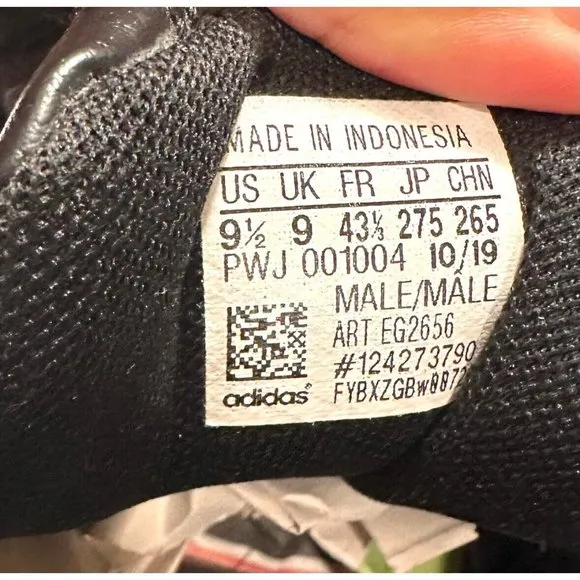 MADE IN INDONESIA
US UK FR JP CHN
9½ 9 43⅓ 275 265
PWJ 001004 10/19
MALE/MÂLE
ART EG2656
#124273790
adidas®